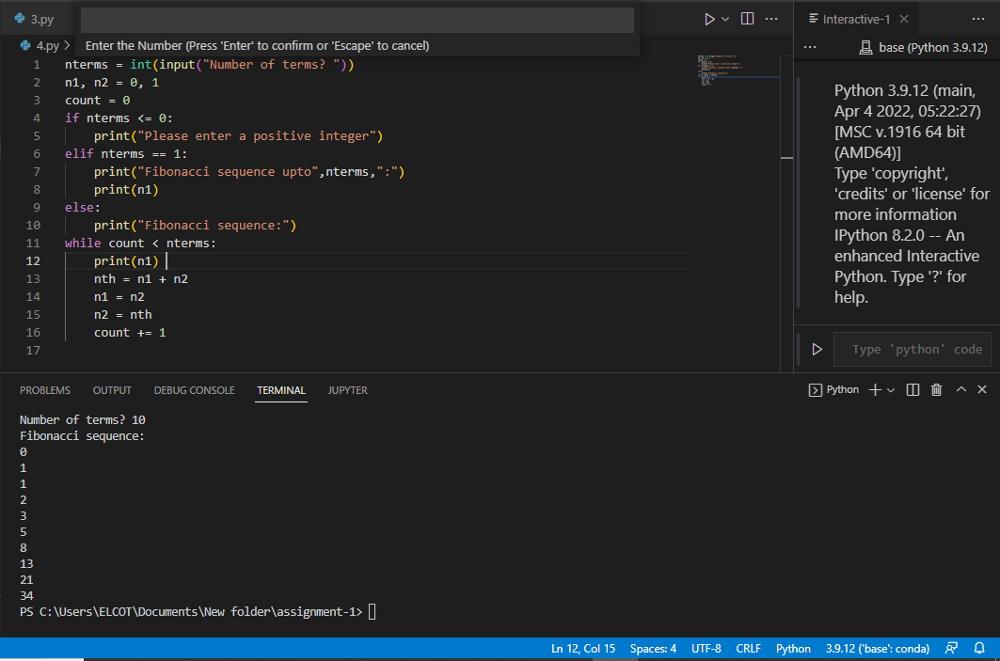 3.py
Enter the Number (Press 'Enter' to confirm or 'Escape' to cancel)
4.py
1 nterms = int(input("Number of terms? "))
2 n1, n2 = 0, 1
3 count = 0
4 if nterms <= 0:
5     print("Please enter a positive integer")
6 elif nterms == 1:
7     print("Fibonacci sequence upto",nterms,":")
8     print(n1)
9 else:
10     print("Fibonacci sequence:")
11 while count < nterms:
12     print(n1)
13     nth = n1 + n2
14     n1 = n2
15     n2 = nth
16     count += 1
17
Interactive-1
base (Python 3.9.12)
Python 3.9.12 (main,
Apr 4 2022, 05:22:27)
[MSC v.1916 64 bit
(AMD64)]
Type 'copyright',
'credits' or 'license' for
more information
IPython 8.2.0 -- An
enhanced Interactive
Python. Type '?' for
help.
Type 'python' code
PROBLEMS OUTPUT DEBUG CONSOLE TERMINAL JUPYTER
Python
Number of terms? 10
Fibonacci sequence:
0
1
1
2
3
5
8
13
21
34
PS C:\Users\ELCOT\Documents\New folder\assignment-1>
Ln 12, Col 15 Spaces: 4 UTF-8 CRLF Python 3.9.12 ('base': conda)